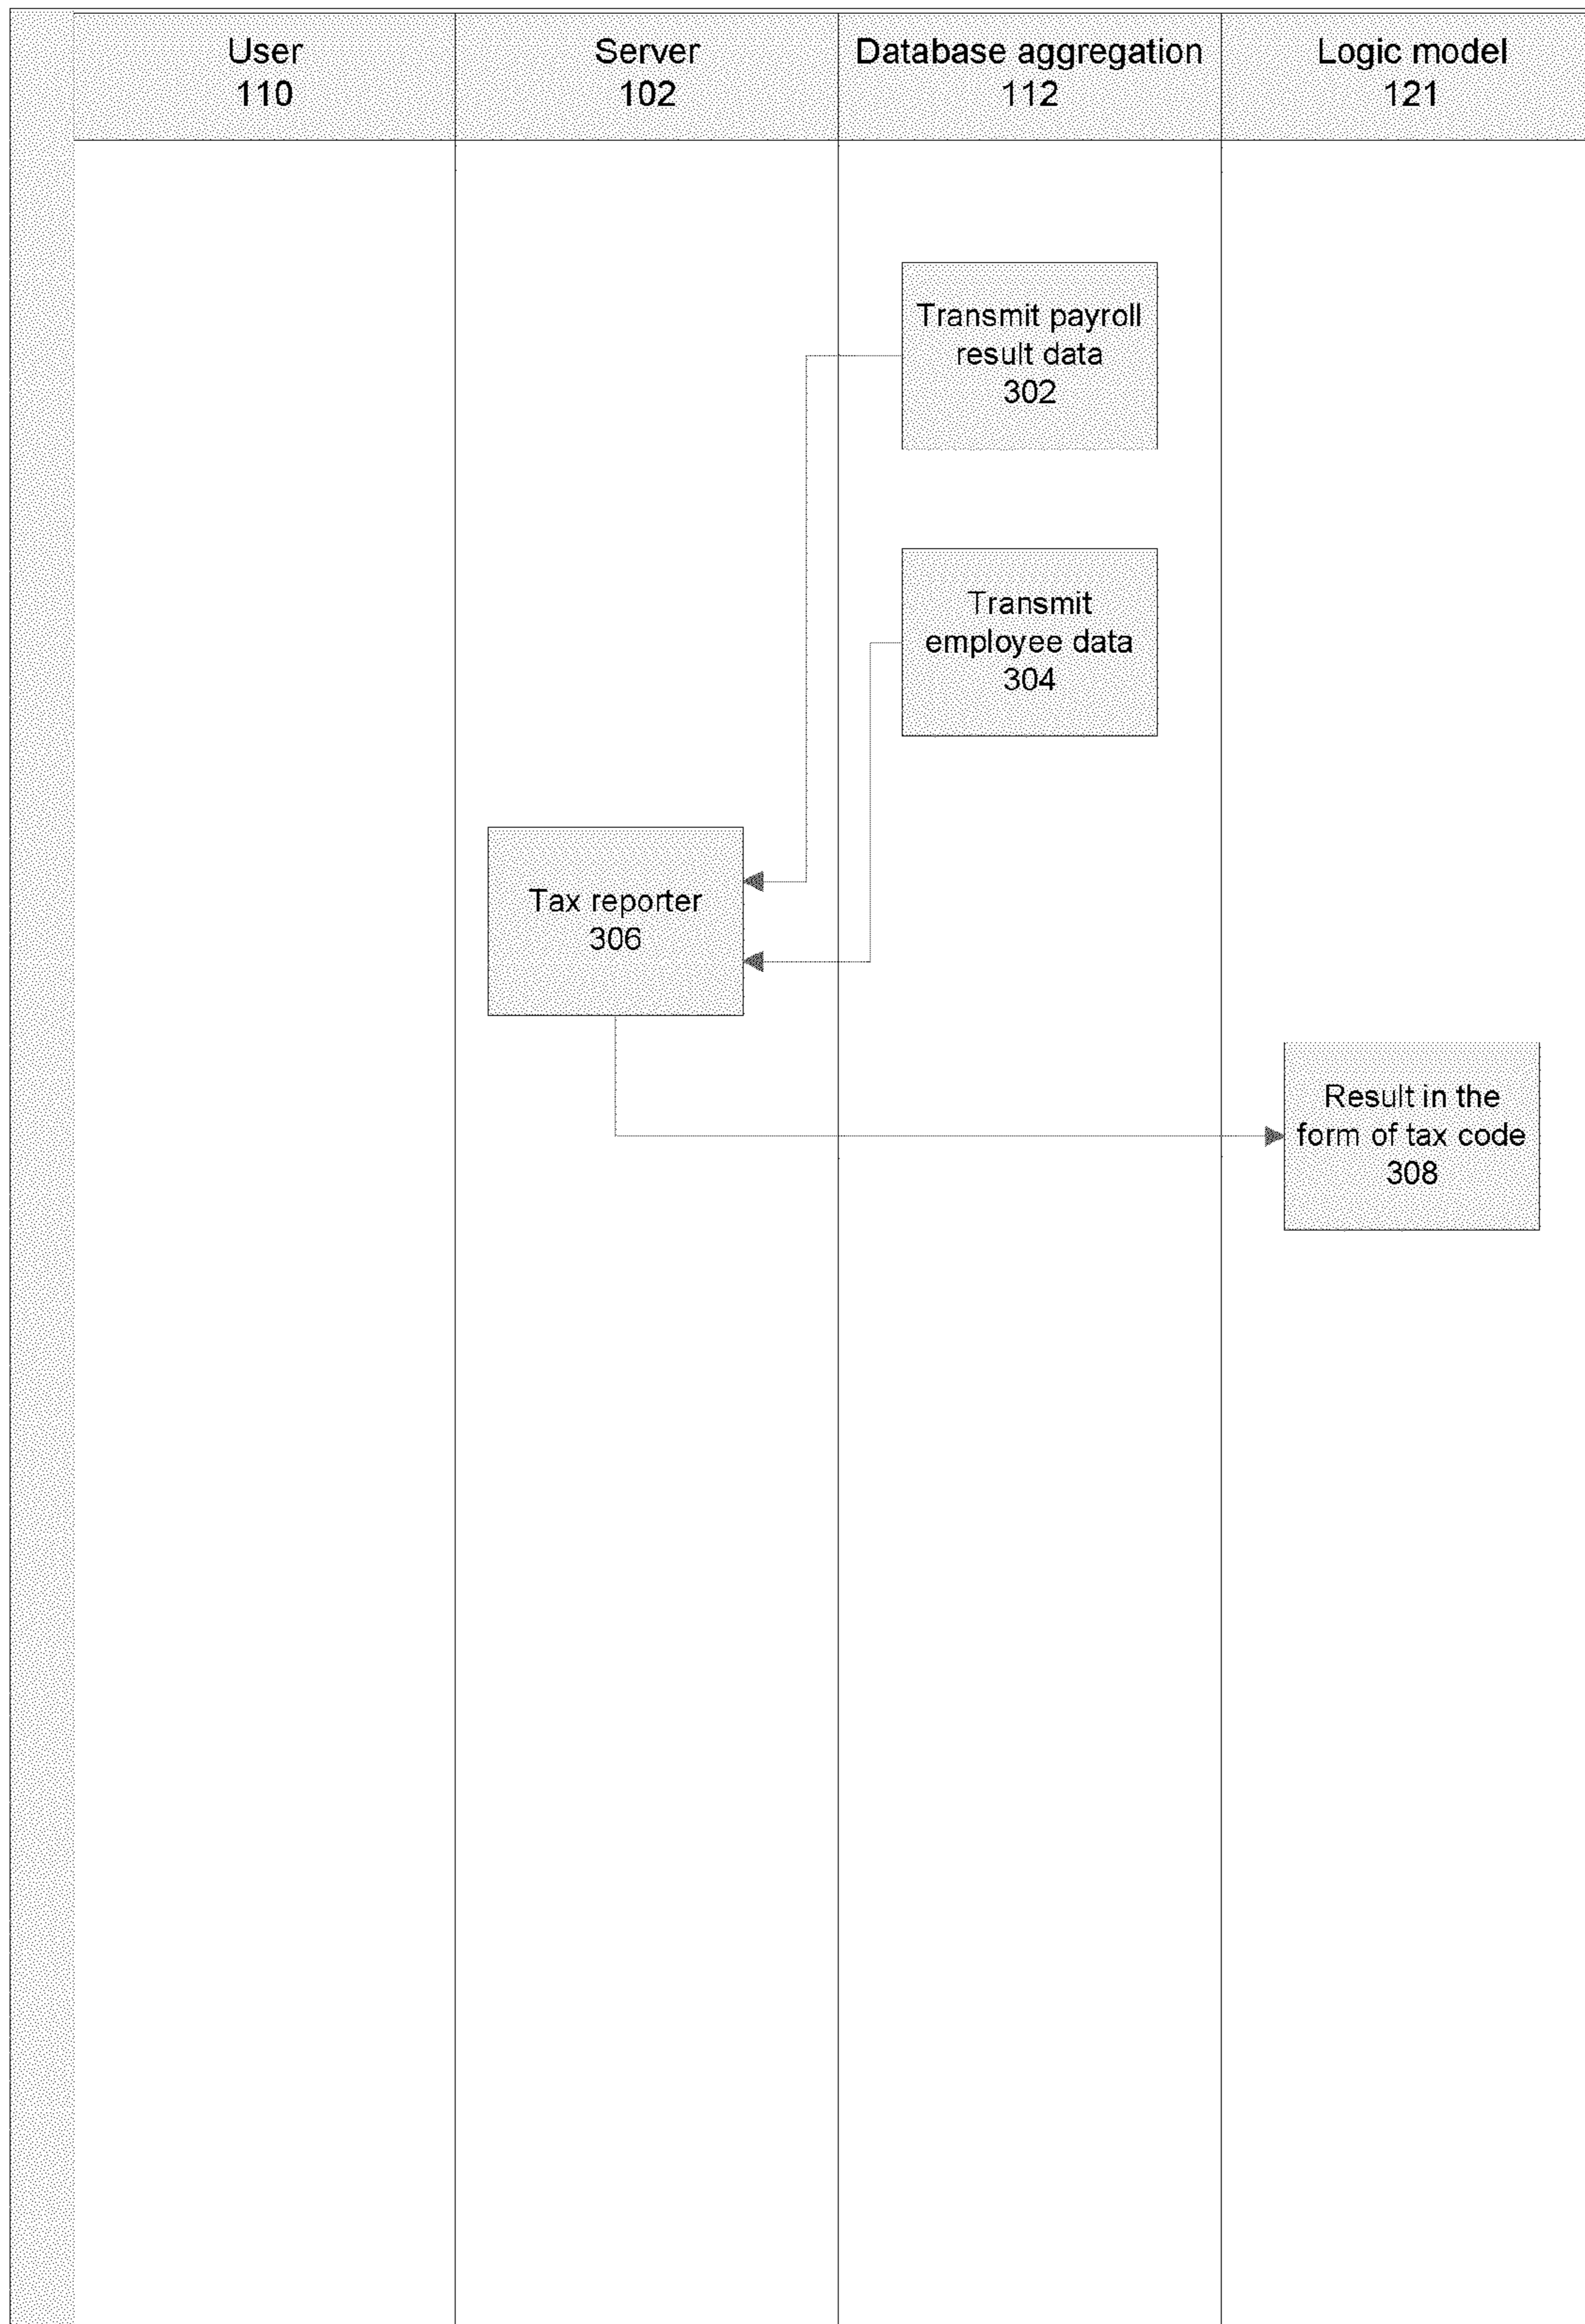 User
110
Server
102
Database aggregation
112
Logic model
121
Transmit payroll
result data
302
Transmit
employee data
304
Tax reporter
306
Result in the
form of tax code
308